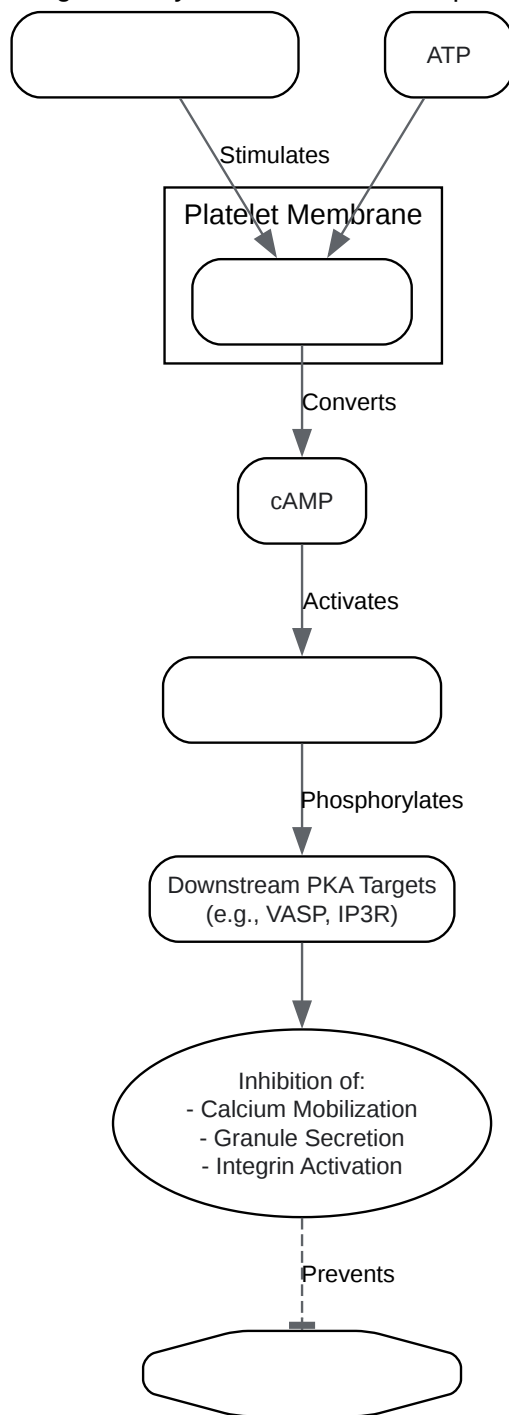 ATP
Stimulates
Platelet Membrane
Converts
cAMP
Activates
Phosphorylates
Downstream PKA Targets
(e.g., VASP, IP3R)
Inhibition of:
- Calcium Mobilization
- Granule Secretion
- Integrin Activation
Prevents